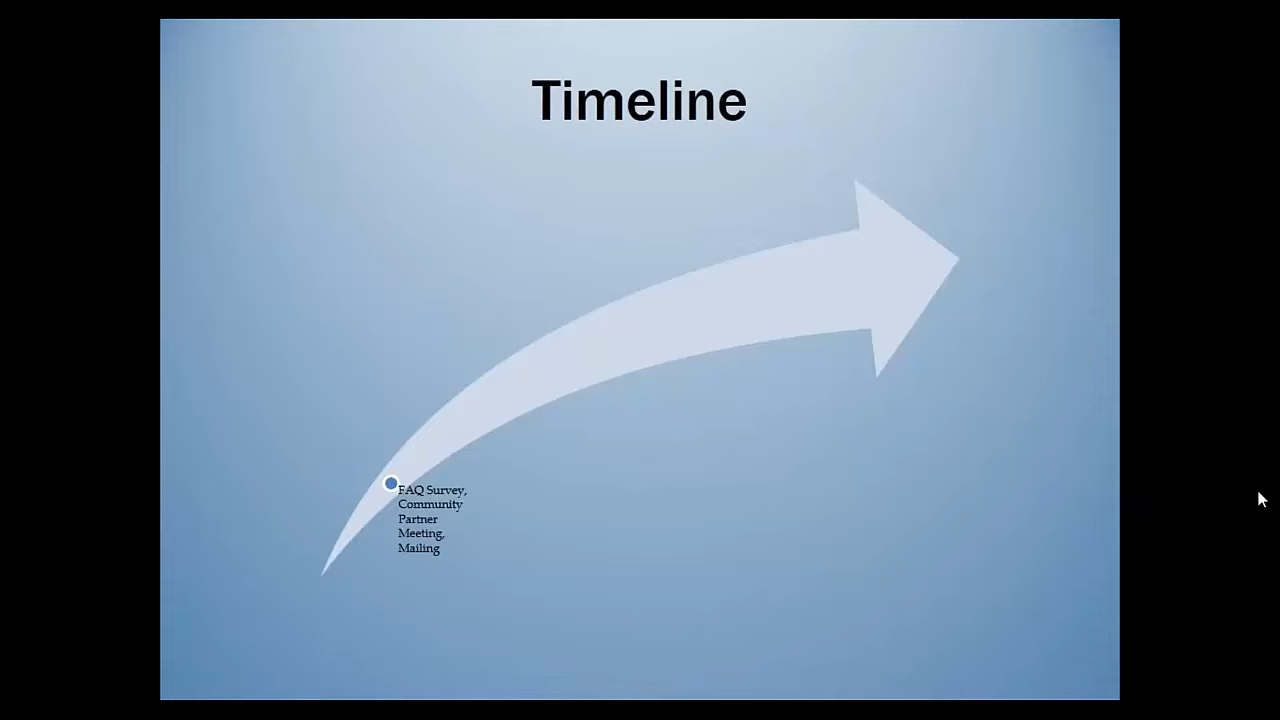 Timeline
FAQ Survey,
Community
Partner
Meeting,
Mailing